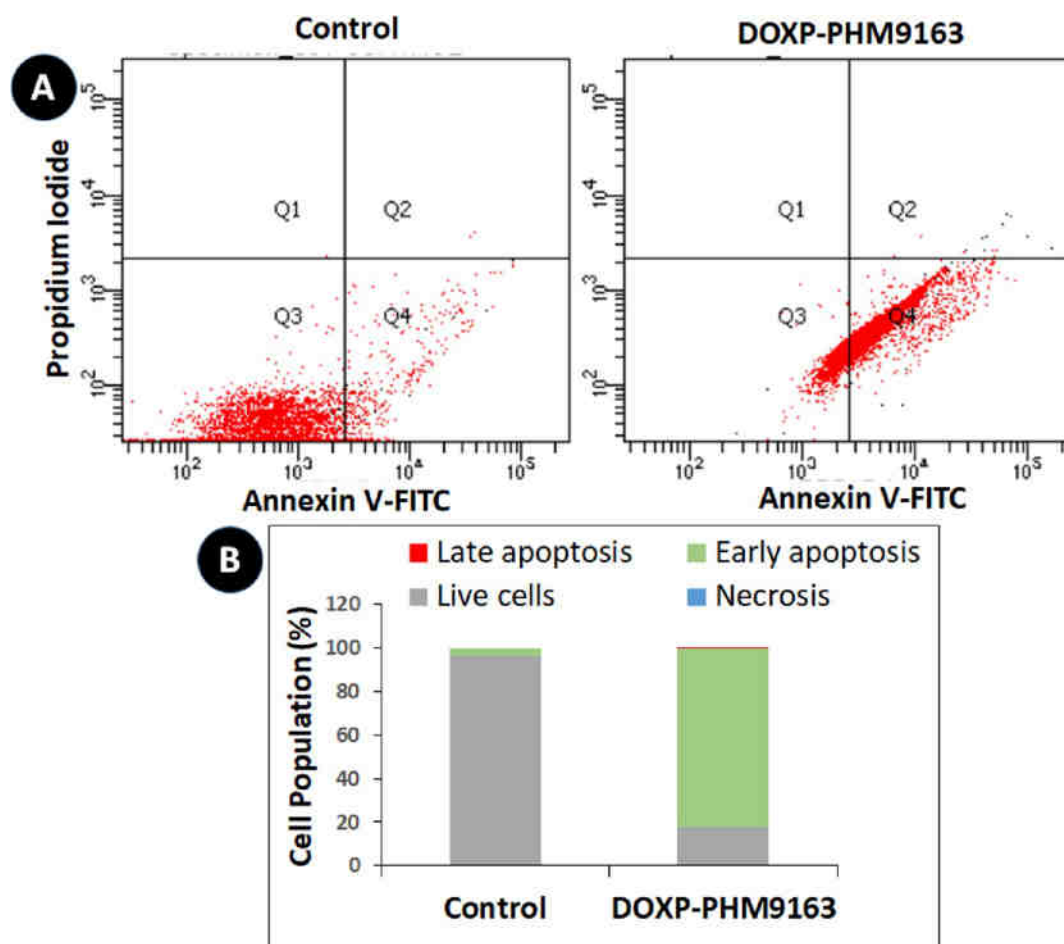 Control
DOXP-PHM9163
A
Propidium Iodide
10^5
10^4
10^3
10^2
Q1
Q2
Q3
Q4
10^2
10^3
10^4
10^5
Annexin V-FITC
Q1
Q2
Q3
Q4
10^5
10^4
10^3
10^2
10^2
10^3
10^4
10^5
Annexin V-FITC
B
Late apoptosis
Early apoptosis
Live cells
Necrosis
Cell Population (%)
120
100
80
60
40
20
0
Control
DOXP-PHM9163